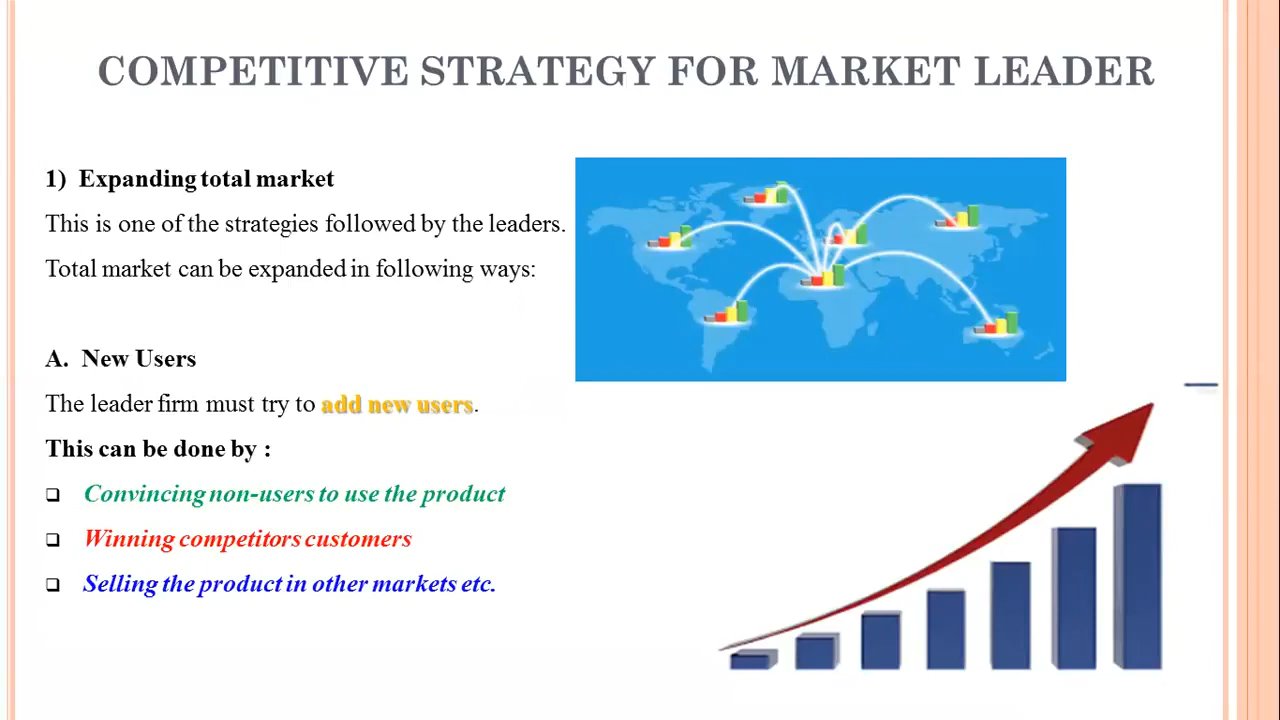 COMPETITIVE STRATEGY FOR MARKET LEADER
1) Expanding total market
This is one of the strategies followed by the leaders.
Total market can be expanded in following ways:
A. New Users
The leader firm must try to add new users.
This can be done by :
Convincing non-users to use the product
Winning competitors customers
Selling the product in other markets etc.